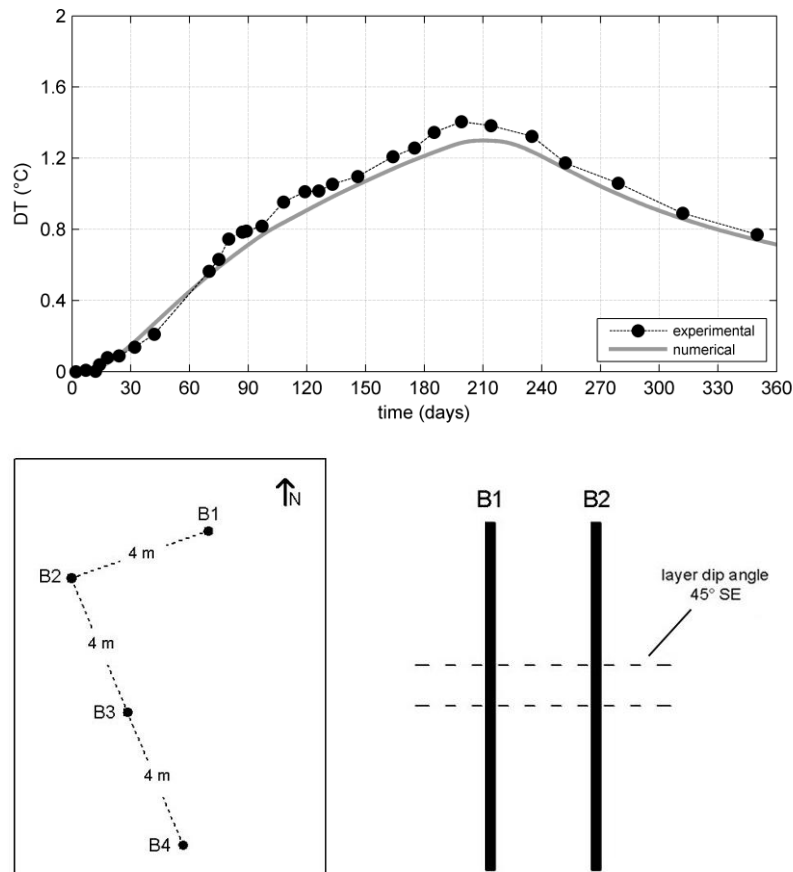 2
1.6
1.2
0.8
0.4
0
DT (°C)
0 30 60 90 120 150 180 210 240 270 300 330 360
time (days)
experimental
numerical
N
B1
4 m
B2
4 m
B3
4 m
B4
B1 B2
layer dip angle
45° SE